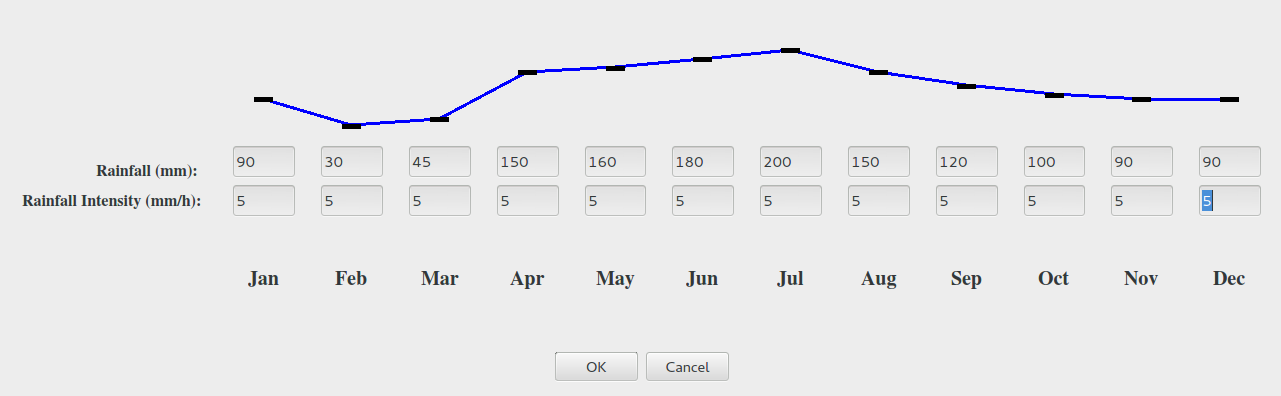 Rainfall (mm): 90 30 45 150 160 180 200 150 120 100 90 90
Rainfall Intensity (mm/h): 5 5 5 5 5 5 5 5 5 5 5 5
Jan Feb Mar Apr May Jun Jul Aug Sep Oct Nov Dec
OK Cancel